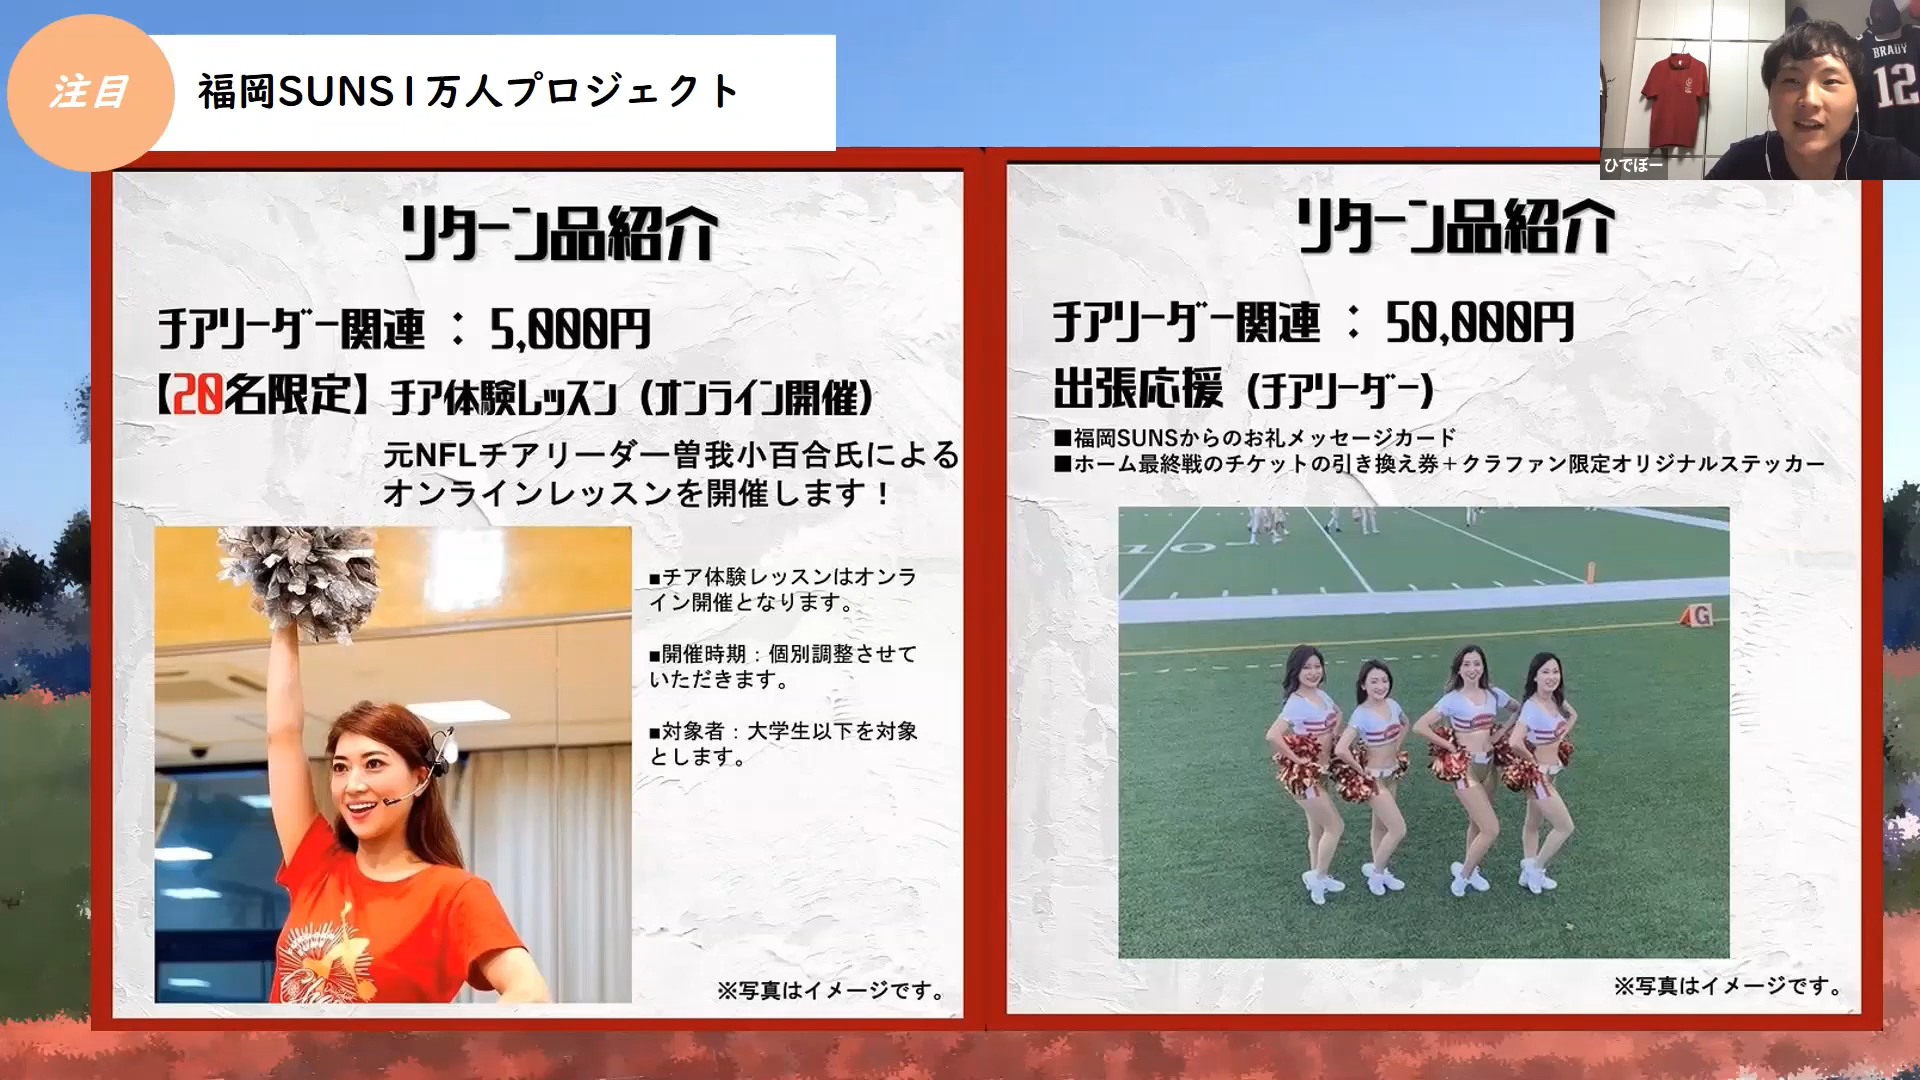 注目
福岡SUNS1万人プロジェクト
BRADY
12
ひでぼー
リターン品紹介
チアリーダー関連 : 5,000円
【20名限定】チア体験レッスン（オンライン開催）
元NFLチアリーダー曽我小百合氏による
オンラインレッスンを開催します！
■チア体験レッスンはオンラ
イン開催となります。
■開催時期：個別調整させて
いただきます。
■対象者：大学生以下を対象
とします。
※写真はイメージです。
リターン品紹介
チアリーダー関連 : 50,000円
出張応援（チアリーダー）
■福岡SUNSからのお礼メッセージカード
■ホーム最終戦のチケットの引き換え券＋クラファン限定オリジナルステッカー
10
G
※写真はイメージです。